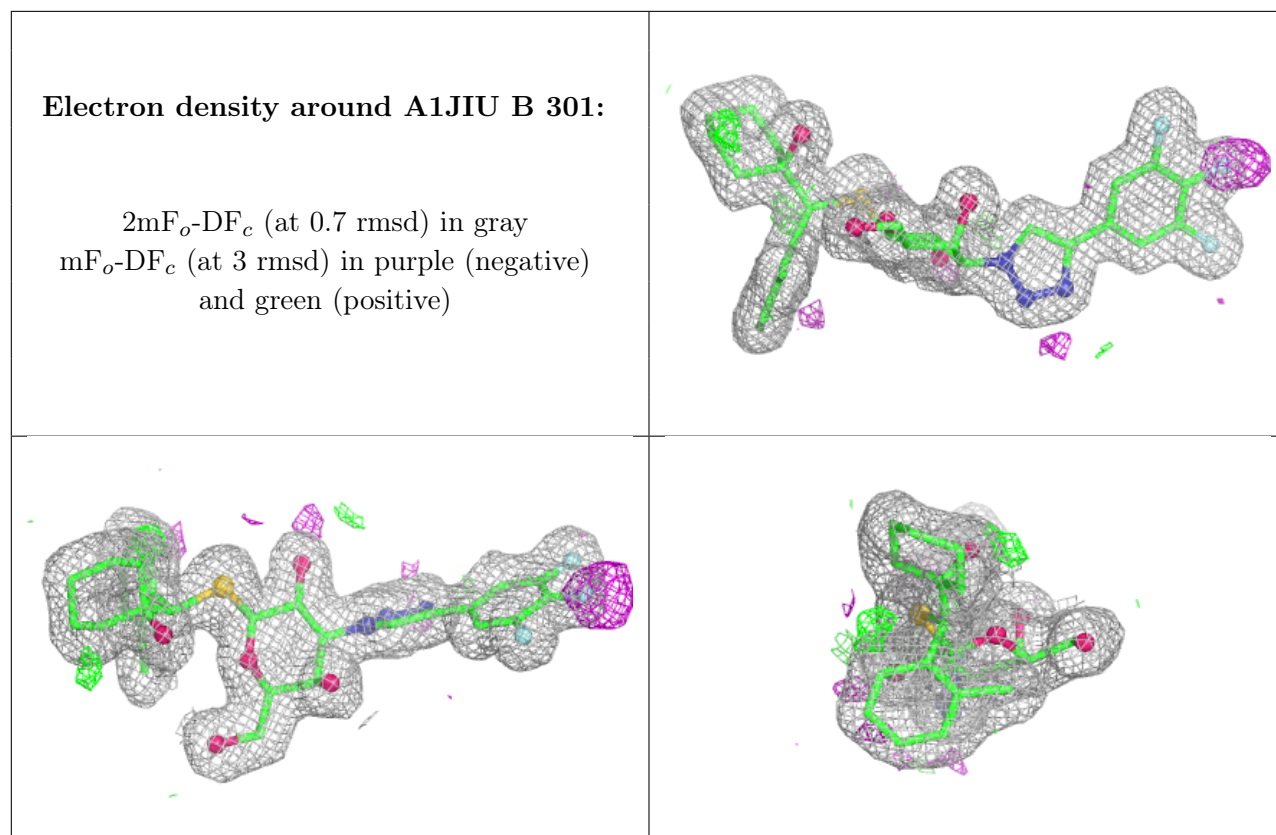 Electron density around A1JIU B 301:
2mFo-DFc (at 0.7 rmsd) in gray
mFo-DFc (at 3 rmsd) in purple (negative)
and green (positive)